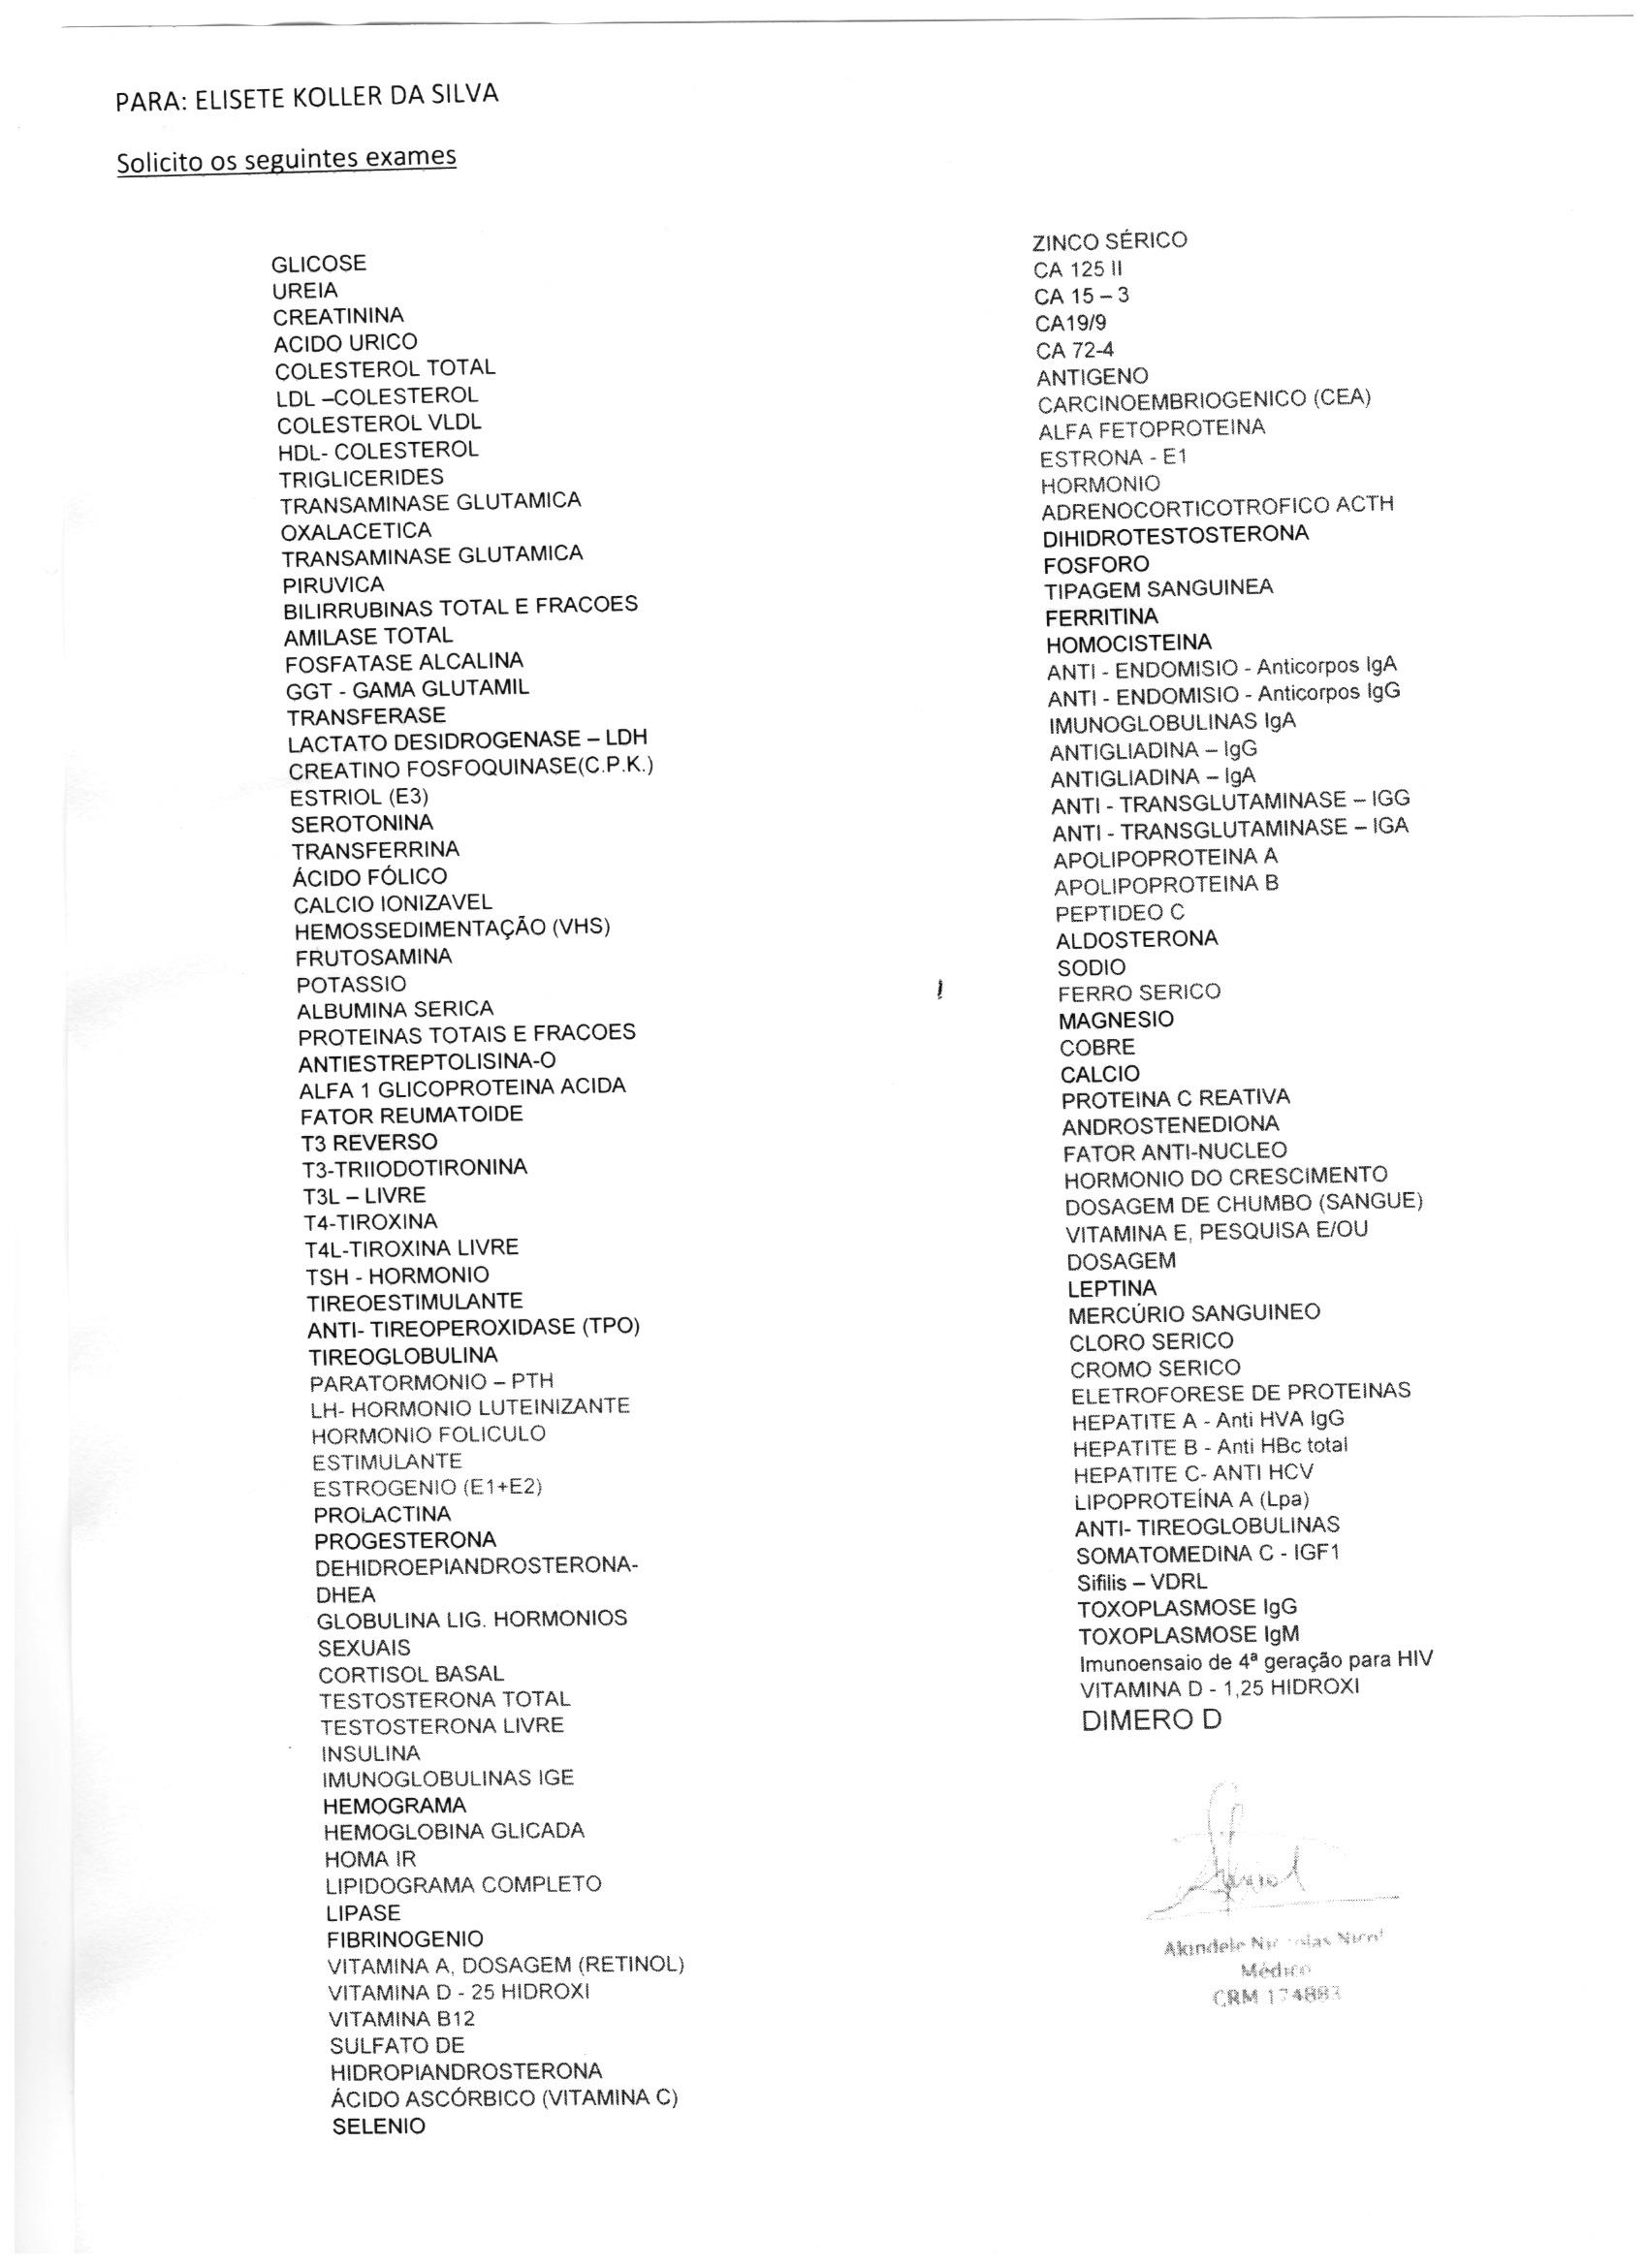 PARA: ELISETE KOLLER DA SILVA
Solicito os seguintes exames
GLICOSE
UREIA
CREATININA
ACIDO URICO
COLESTEROL TOTAL
LDL –COLESTEROL
COLESTEROL VLDL
HDL- COLESTEROL
TRIGLICERIDES
TRANSAMINASE GLUTAMICA
OXALACETICA
TRANSAMINASE GLUTAMICA
PIRUVICA
BILIRRUBINAS TOTAL E FRACOES
AMILASE TOTAL
FOSFATASE ALCALINA
GGT - GAMA GLUTAMIL
TRANSFERASE
LACTATO DESIDROGENASE – LDH
CREATINO FOSFOQUINASE(C.P.K.)
ESTRIOL (E3)
SEROTONINA
TRANSFERRINA
ÁCIDO FÓLICO
CALCIO IONIZAVEL
HEMOSSEDIMENTAÇÃO (VHS)
FRUTOSAMINA
POTASSIO
ALBUMINA SERICA
PROTEINAS TOTAIS E FRACOES
ANTIESTREPTOLISINA-O
ALFA 1 GLICOPROTEINA ACIDA
FATOR REUMATOIDE
T3 REVERSO
T3-TRIIODOTIRONINA
T3L – LIVRE
T4-TIROXINA
T4L-TIROXINA LIVRE
TSH - HORMONIO
TIREOESTIMULANTE
ANTI- TIREOPEROXIDASE (TPO)
TIREOGLOBULINA
PARATORMONIO – PTH
LH- HORMONIO LUTEINIZANTE
HORMONIO FOLICULO
ESTIMULANTE
ESTROGENIO (E1+E2)
PROLACTINA
PROGESTERONA
DEHIDROEPIANDROSTERONA-
DHEA
GLOBULINA LIG. HORMONIOS
SEXUAIS
CORTISOL BASAL
TESTOSTERONA TOTAL
TESTOSTERONA LIVRE
INSULINA
IMUNOGLOBULINAS IGE
HEMOGRAMA
HEMOGLOBINA GLICADA
HOMA IR
LIPIDOGRAMA COMPLETO
LIPASE
FIBRINOGENIO
VITAMINA A, DOSAGEM (RETINOL)
VITAMINA D - 25 HIDROXI
VITAMINA B12
SULFATO DE
HIDROPIANDROSTERONA
ÁCIDO ASCÓRBICO (VITAMINA C)
SELENIO
ZINCO SÉRICO
CA 125 II
CA 15 – 3
CA19/9
CA 72-4
ANTIGENO
CARCINOEMBRIOGENICO (CEA)
ALFA FETOPROTEINA
ESTRONA - E1
HORMONIO
ADRENOCORTICOTROFICO ACTH
DIHIDROTESTOSTERONA
FOSFORO
TIPAGEM SANGUINEA
FERRITINA
HOMOCISTEINA
ANTI - ENDOMISIO - Anticorpos IgA
ANTI - ENDOMISIO - Anticorpos IgG
IMUNOGLOBULINAS IgA
ANTIGLIADINA – IgG
ANTIGLIADINA – IgA
ANTI - TRANSGLUTAMINASE – IGG
ANTI - TRANSGLUTAMINASE – IGA
APOLIPOPROTEINA A
APOLIPOPROTEINA B
PEPTIDEO C
ALDOSTERONA
SODIO
FERRO SERICO
MAGNESIO
COBRE
CALCIO
PROTEINA C REATIVA
ANDROSTENEDIONA
FATOR ANTI-NUCLEO
HORMONIO DO CRESCIMENTO
DOSAGEM DE CHUMBO (SANGUE)
VITAMINA E, PESQUISA E/OU
DOSAGEM
LEPTINA
MERCÚRIO SANGUINEO
CLORO SERICO
CROMO SERICO
ELETROFORESE DE PROTEINAS
HEPATITE A - Anti HVA IgG
HEPATITE B - Anti HBc total
HEPATITE C- ANTI HCV
LIPOPROTEÍNA A (Lpa)
ANTI- TIREOGLOBULINAS
SOMATOMEDINA C - IGF1
Sifilis – VDRL
TOXOPLASMOSE IgG
TOXOPLASMOSE IgM
Imunoensaio de 4ª geração para HIV
VITAMINA D - 1,25 HIDROXI
DIMERO D
Akindele
Médico
CRM 174883